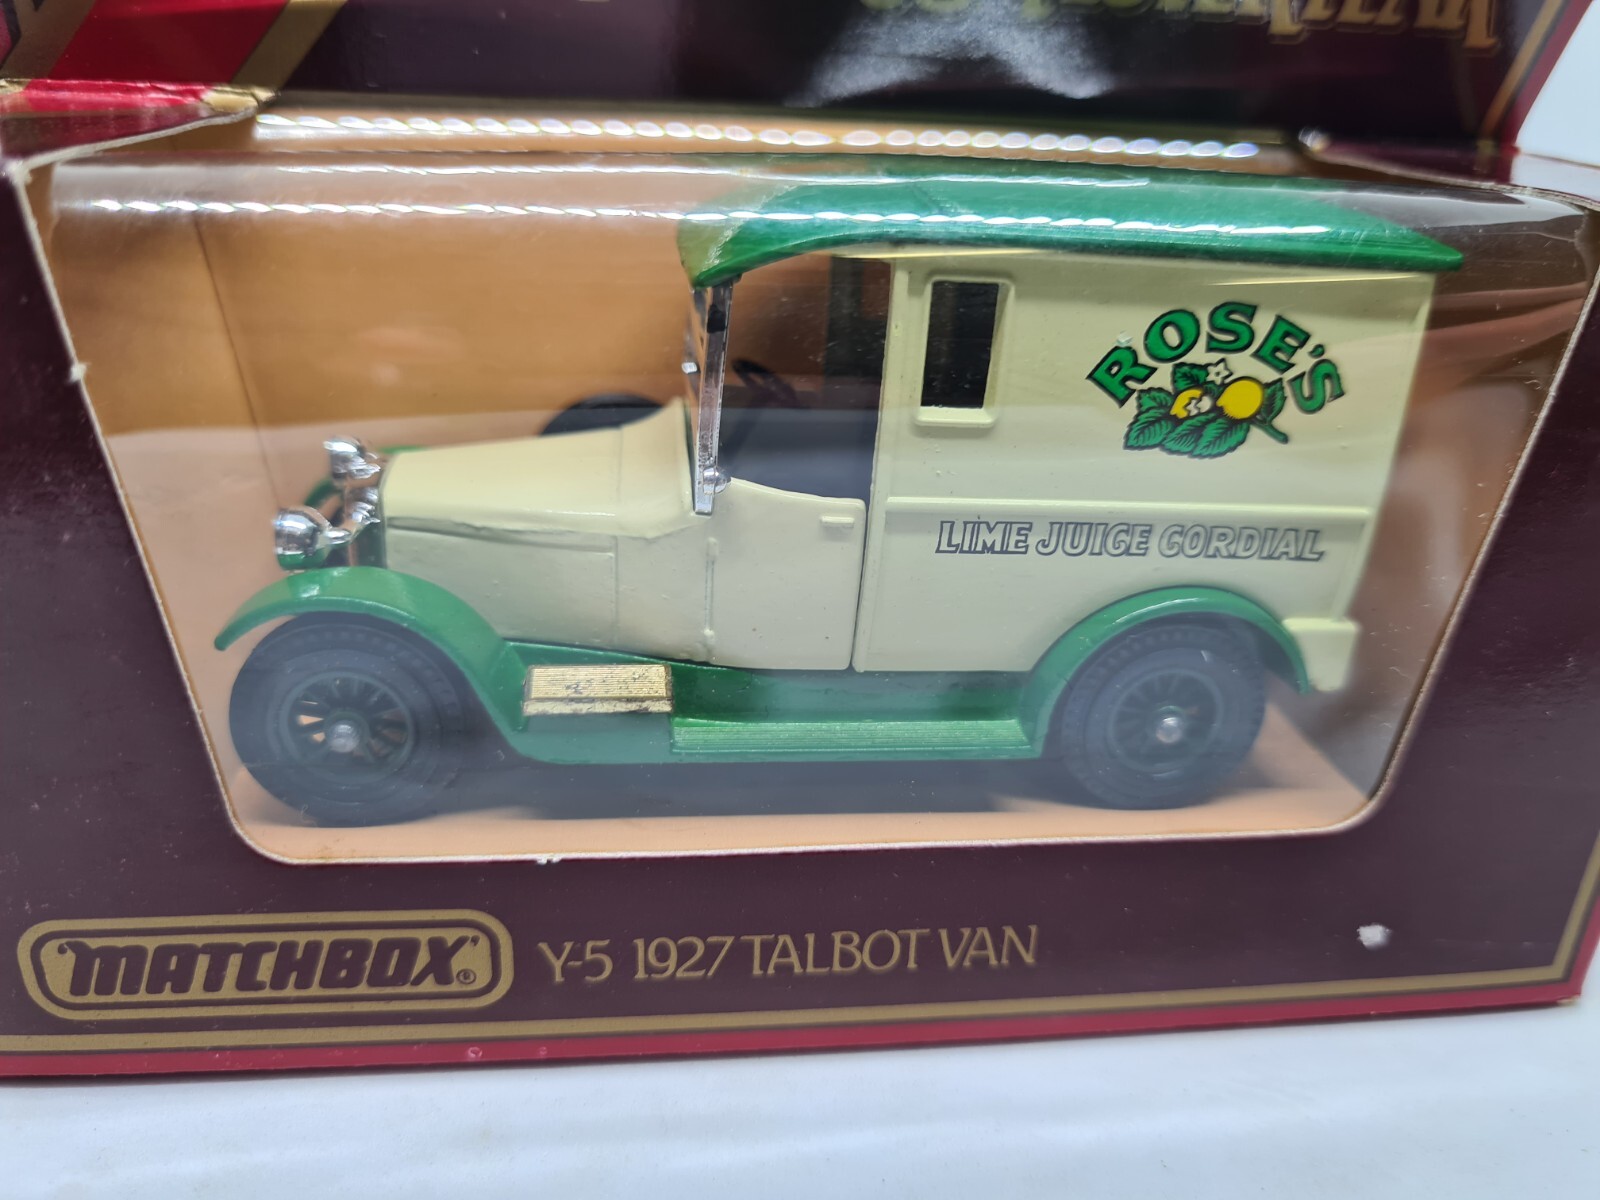 ROSE'S
LIME JUICE CORDIAL
'MATCHBOX' ® Y-5 1927 TALBOT VAN